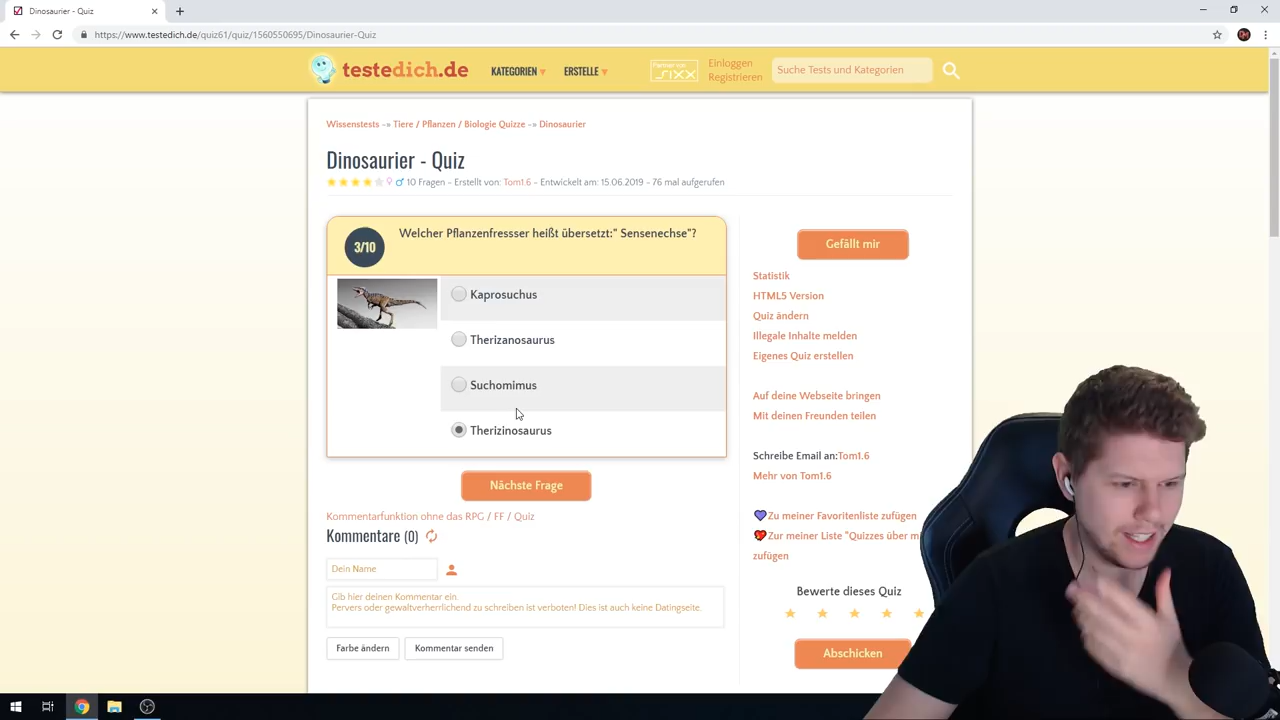 Dinosaurier - Quiz
https://www.testedich.de/quiz61/quiz/1560550695/Dinosaurier-Quiz
testedich.de
KATEGORIEN
ERSTELLE
Partner von
SIXX
Einloggen
Registrieren
Suche Tests und Kategorien
Wissenstests -» Tiere / Pflanzen / Biologie Quizze -» Dinosaurier
Dinosaurier - Quiz
10 Fragen - Erstellt von: Tom1.6 - Entwickelt am: 15.06.2019 - 76 mal aufgerufen
3/10
Welcher Pflanzenfressser heißt übersetzt:" Sensenechse"?
Kaprosuchus
Therizanosaurus
Suchomimus
Therizinosaurus
Nächste Frage
Kommentarfunktion ohne das RPG / FF / Quiz
Kommentare (0)
Dein Name
Gib hier deinen Kommentar ein.
Pervers oder gewaltverherrlichend zu schreiben ist verboten! Dies ist auch keine Datingseite.
Farbe ändern
Kommentar senden
Gefällt mir
Statistik
HTML5 Version
Quiz ändern
Illegale Inhalte melden
Eigenes Quiz erstellen
Auf deine Webseite bringen
Mit deinen Freunden teilen
Schreibe Email an:Tom1.6
Mehr von Tom1.6
Zu meiner Favoritenliste zufügen
Zur meiner Liste "Quizzes über m
zufügen
Bewerte dieses Quiz
Abschicken